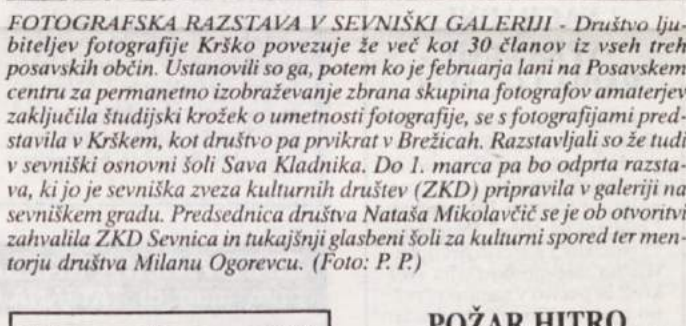 FOTOGRAFSKA RAZSTAVA V SEVNIŠKI GALERIJI - Društvo lju-
biteljev fotografije Krško povezuje že več kot 30 članov iz vseh treh
posavskih občin. Ustanovili so ga, potem ko je februarja lani na Posavskem
centru za permanetno izobraževanje zbrana skupina fotografov amaterjev
zaključila študijski krožek o umetnosti fotografije, se s fotografijami pred-
stavila v Krškem, kot društvo pa prvikrat v Brežicah. Razstavljali so že tudi
v sevniški osnovni šoli Sava Kladnika. Do 1. marca pa bo odprta razsta-
va, ki jo je sevniška zveza kulturnih društev (ZKD) pripravila v galeriji na
sevniškem gradu. Predsednica društva Nataša Mikolavčič se je ob otvoritvi
zahvalila ZKD Sevnica in tukajšnji glasbeni šoli za kulturni spored ter men-
torju društva Milanu Ogorevcu. (Foto: P. P.)
POŽAR HITRO